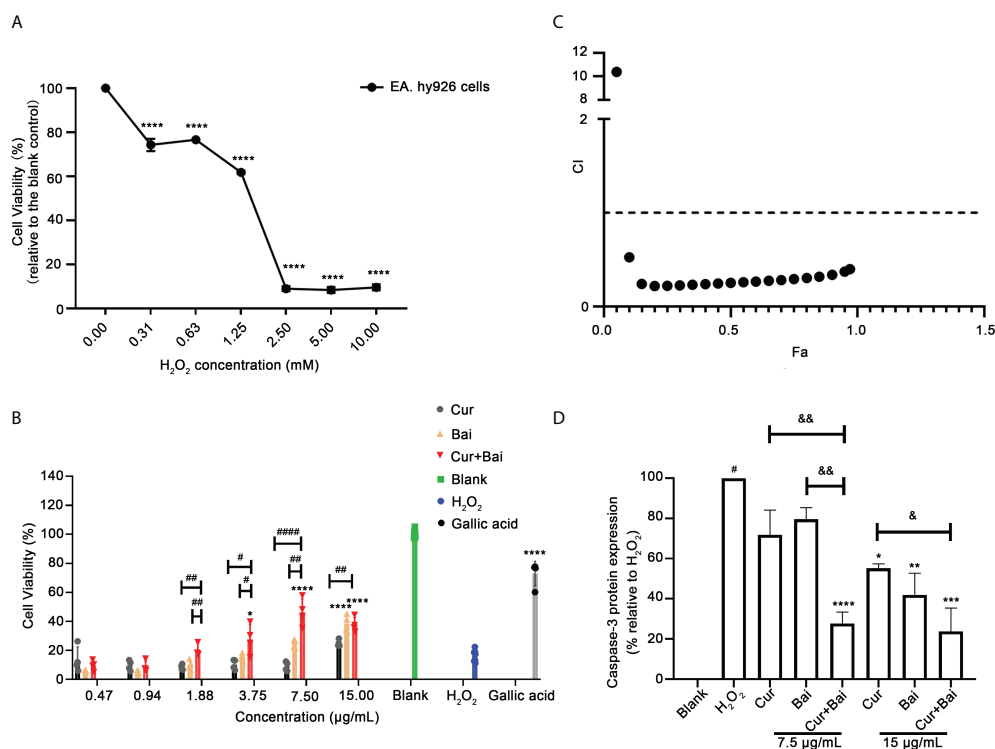 A
Cell Viability (%)
(relative to the blank control)
100
80
60
40
20
0
****
****
****
****
****
****
EA. hy926 cells
0.00
0.31
0.63
1.25
2.50
5.00
10.00
H₂O₂ concentration (mM)
C
CI
12
10
8
2
0
0.0
0.5
1.0
1.5
Fa
B
Cur
Bai
Cur+Bai
Blank
H₂O₂
Gallic acid
Cell Viability (%)
140
120
100
80
60
40
20
0
##
##
#
#
*
####
##
****
##
****
****
****
0.47
0.94
1.88
3.75
7.50
15.00
Blank
H₂O₂
Gallic acid
Concentration (µg/mL)
D
Caspase-3 protein expression
(% relative to H₂O₂)
100
80
60
40
20
0
#
&&
&&
****
&
*
**
***
Blank
H₂O₂
Cur
Bai
Cur+Bai
Cur
Bai
Cur+Bai
7.5 µg/mL
15 µg/mL